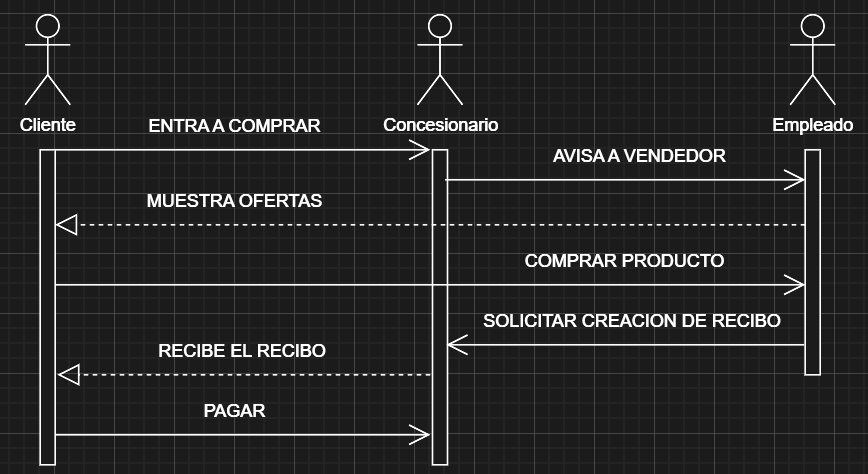 Cliente
Concesionario
Empleado
ENTRA A COMPRAR
AVISA A VENDEDOR
MUESTRA OFERTAS
COMPRAR PRODUCTO
SOLICITAR CREACION DE RECIBO
RECIBE EL RECIBO
PAGAR